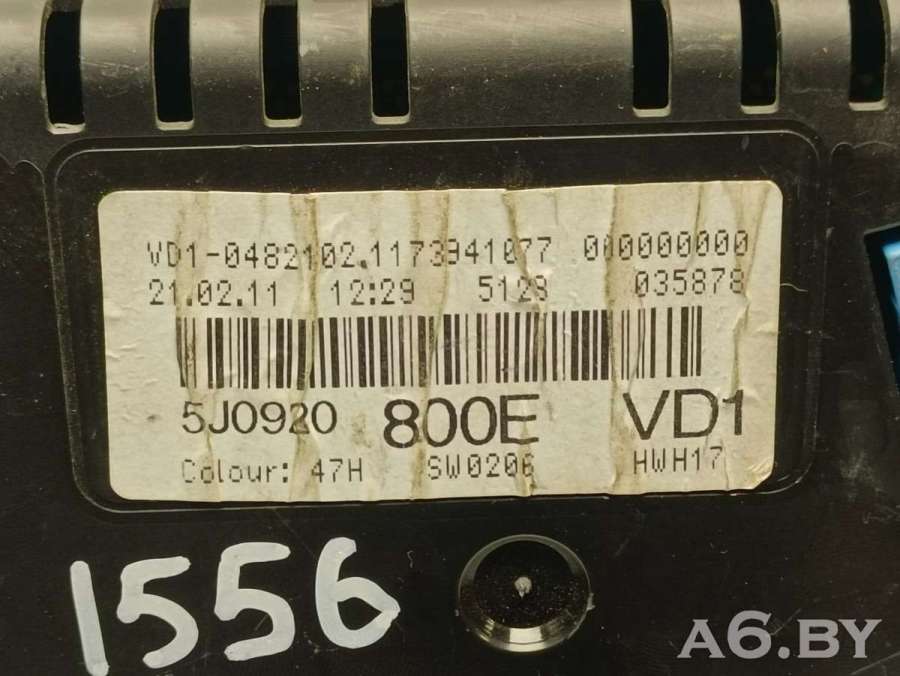 VD1-0482102.1173941077 000000000
21.02.11 12:29 5128 035878
5J0920 800E VD1
Colour: 47H SW0206 HWH17
1556
A6.BY